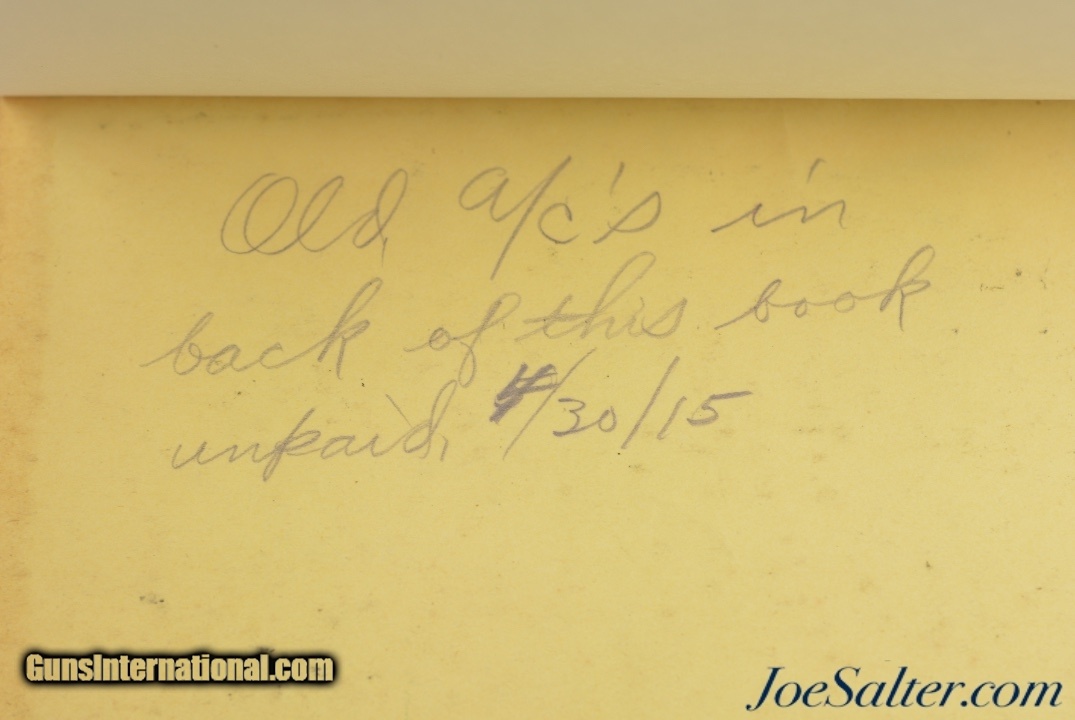 Old a/c's in
back of this book
unpaid, 4/30/15
GunsInternational.com
JoeSalter.com